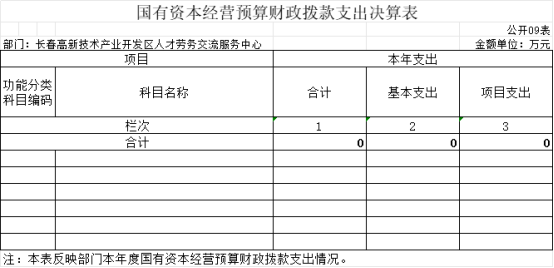 国有资本经营预算财政拨款支出决算表
公开09表
部门：长春高新技术产业开发区人才劳务交流服务中心 金额单位：万元
项目 本年支出
功能分类科目编码 科目名称 合计 基本支出 项目支出
栏次 1 2 3
合计 0 0 0
注：本表反映部门本年度国有资本经营预算财政拨款支出情况。